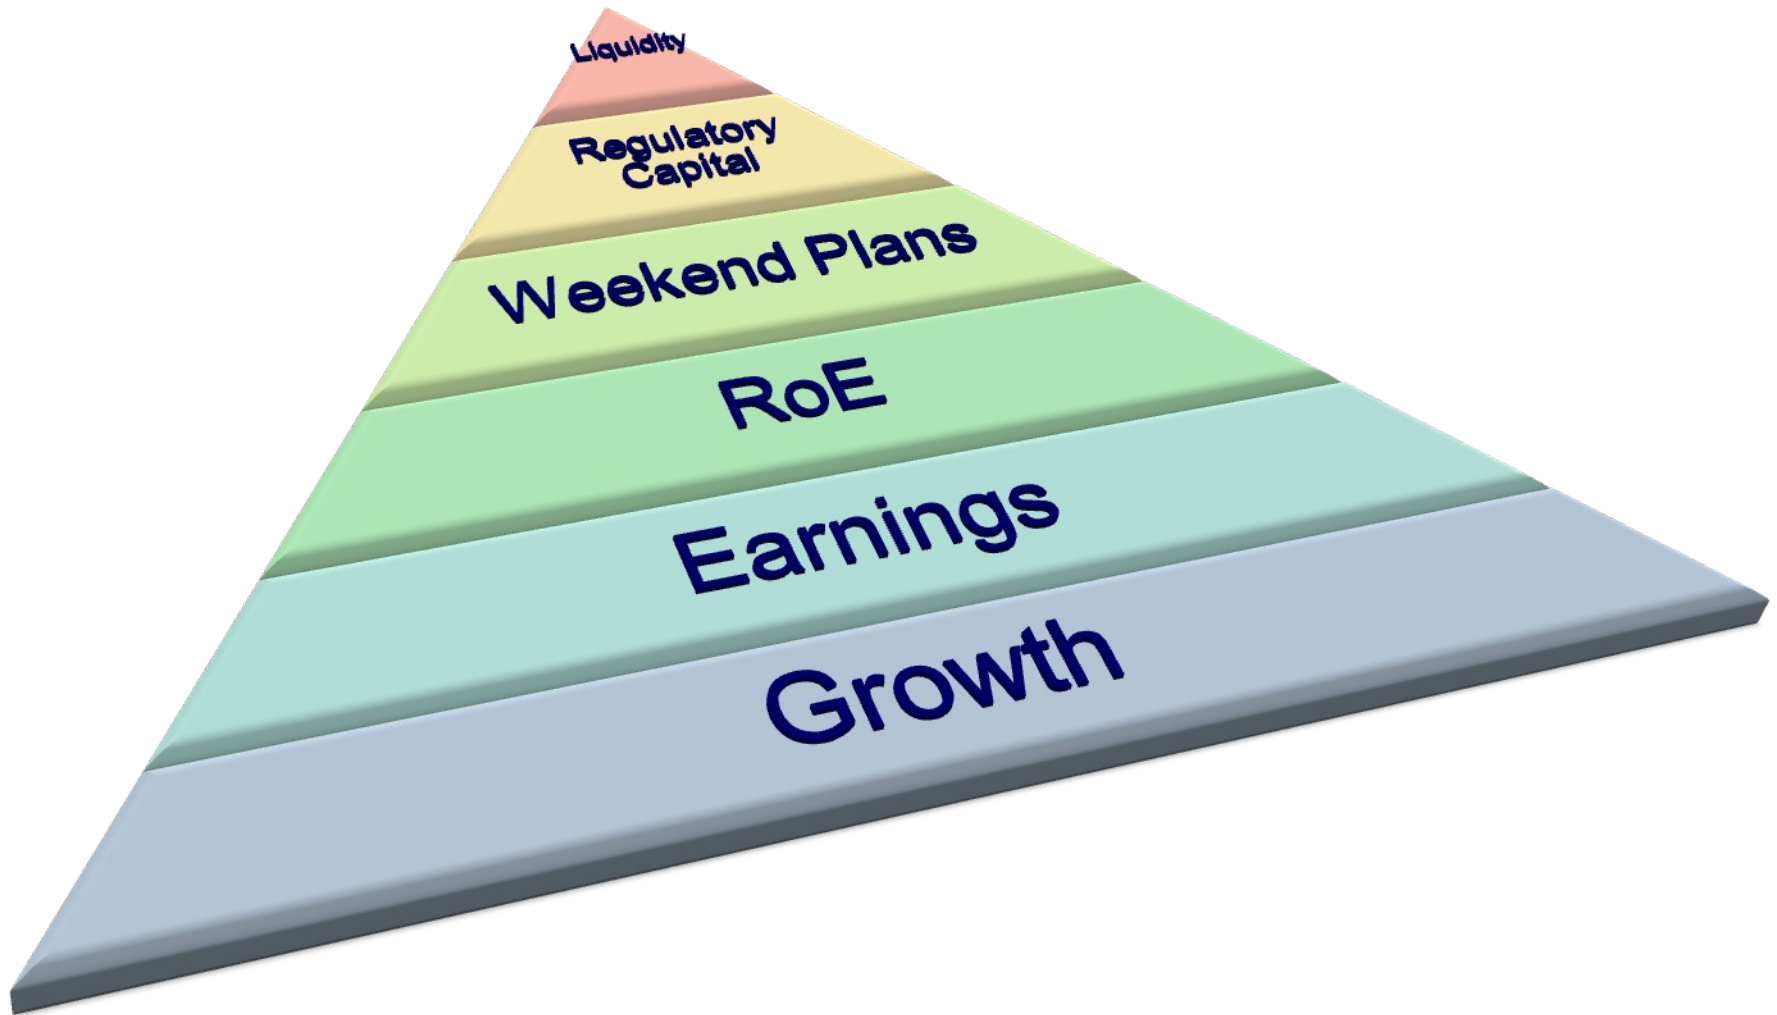 Liquidity
Regulatory
Capital
Weekend Plans
RoE
Earnings
Growth